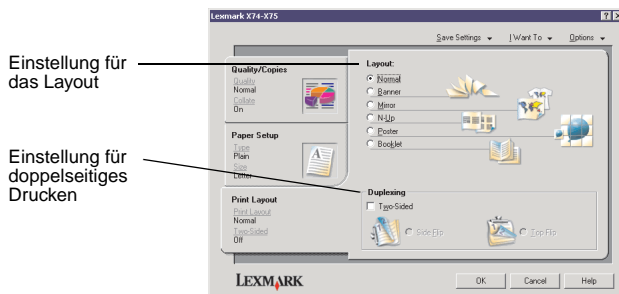 Lexmark X74-X75
Save Settings
I Want To
Options
Einstellung für
das Layout
Quality/Copies
Quality
Normal
Collate
On
Layout:
Normal
Banner
Mirror
N-Up
Poster
Booklet
Einstellung für
doppelseitiges
Drucken
Paper Setup
Type
Plain
Size
Letter
Print Layout
Print Layout
Normal
Two-Sided
Off
Duplexing
Two-Sided
Side Flip
Top Flip
LEXMARK
OK
Cancel
Help